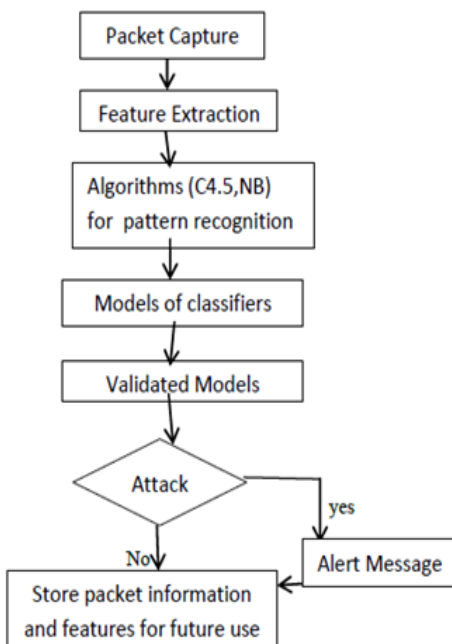 Packet Capture
Feature Extraction
Algorithms (C4.5,NB)
for pattern recognition
Models of classifiers
Validated Models
Attack
yes
No
Alert Message
Store packet information
and features for future use